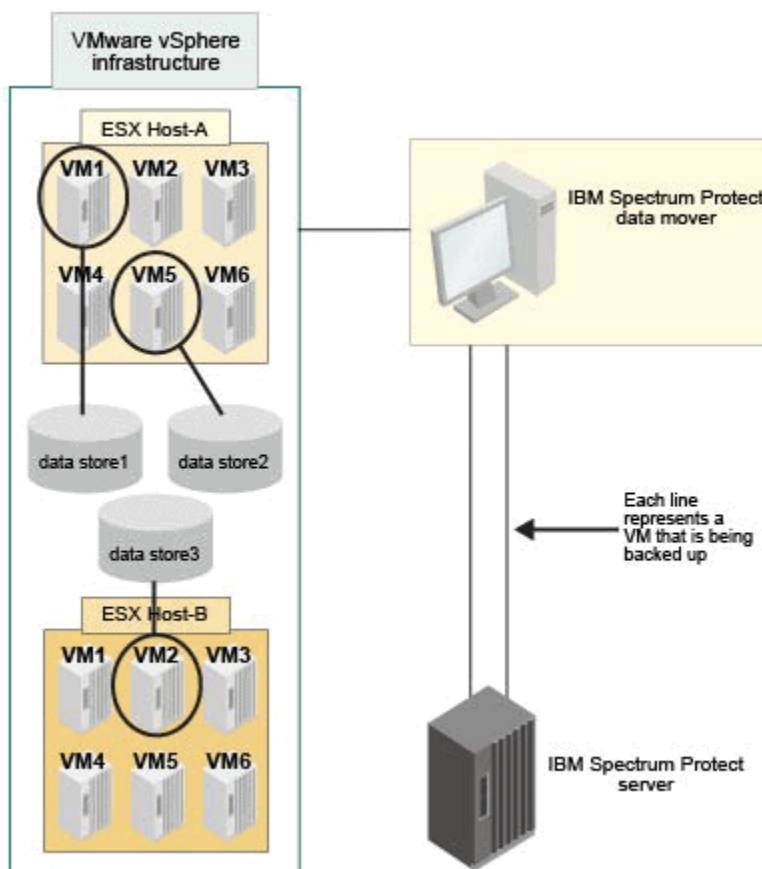 VMware vSphere
infrastructure
ESX Host-A
VM1 VM2 VM3
VM4 VM5 VM6
data store1 data store2
data store3
ESX Host-B
VM1 VM2 VM3
VM4 VM5 VM6
IBM Spectrum Protect
data mover
Each line
represents a
VM that is being
backed up
IBM Spectrum Protect
server